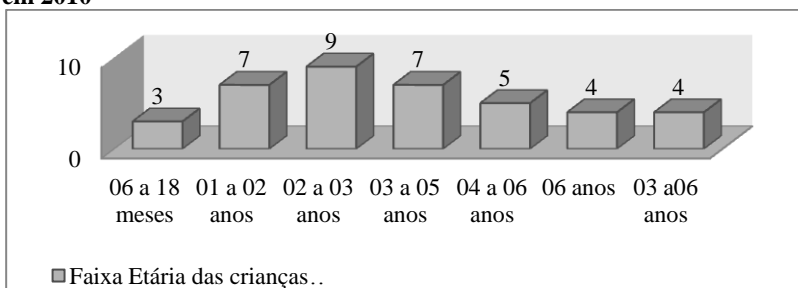 em 2010
10
0
3
7
9
7
5
4
4
06 a 18 meses
01 a 02 anos
02 a 03 anos
03 a 05 anos
04 a 06 anos
06 anos
03 a06 anos
Faixa Etária das crianças..